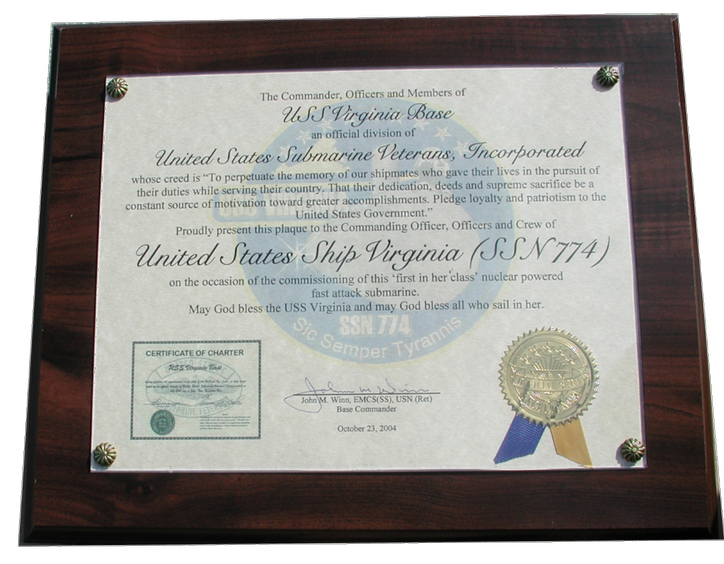 The Commander, Officers and Members of
USS Virginia Base
an official division of
United States Submarine Veterans, Incorporated
whose creed is "To perpetuate the memory of our shipmates who gave their lives in the pursuit of
their duties while serving their country. That their dedication, deeds and supreme sacrifice be a
constant source of motivation toward greater accomplishments. Pledge loyalty and patriotism to the
United States Government."
Proudly present this plaque to the Commanding Officer, Officers and Crew of
United States Ship Virginia (SSN 774)
on the occasion of the commissioning of this 'first in her class' nuclear powered
fast attack submarine.
May God bless the USS Virginia and may God bless all who sail in her.
SSN 774
Sic Semper Tyrannis
CERTIFICATE OF CHARTER
USS Virginia Base
John M. Winn
John M. Winn, EMCS(SS), USN (Ret)
Base Commander
October 23, 2004